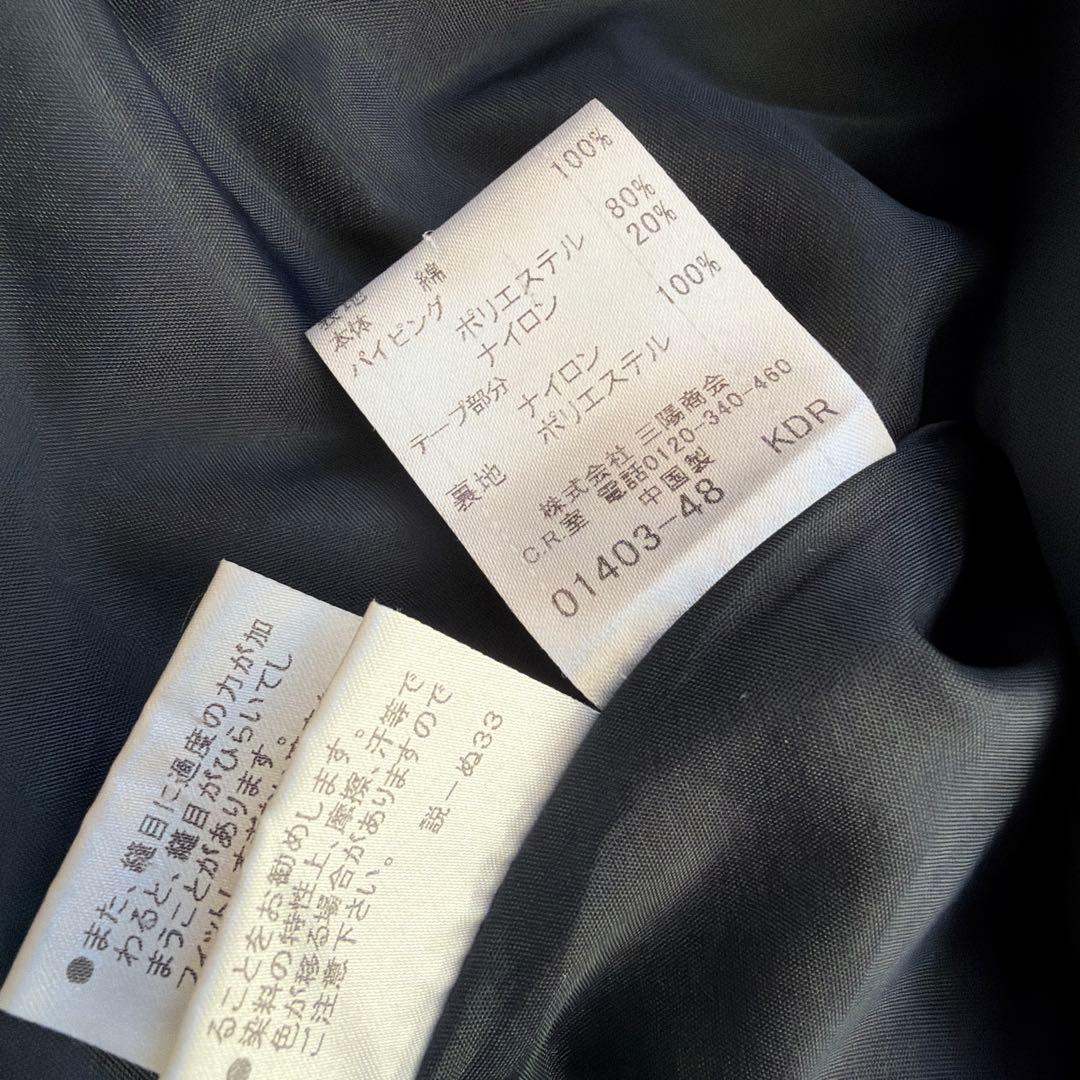 表地
本体 綿 100%
パイピング ポリエステル 80%
ナイロン 20%
テープ部分 ナイロン 100%
裏地 ポリエステル
株式会社 三陽商会
C.R.室 電話0120-340-460
中国製
01403-48 KDR
●また、縫目に過度の力が加
わると、縫目がひらいてし
まうことがあります。
フィット
ることをお勧めします。
染料の特性上、摩擦、汗等で
色が移る場合がありますので
ご注意下さい。
説-ぬ33
●